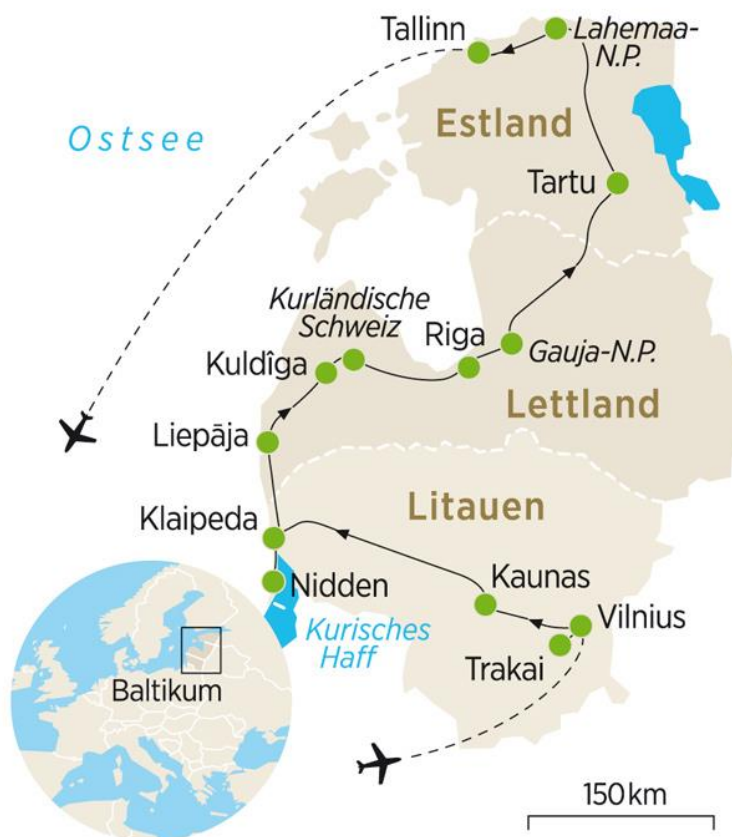 Tallinn
Lahemaa-
N.P.
Ostsee
Estland
Tartu
Kurländische
Schweiz
Riga
Kuldîga
Gauja-N.P.
Lettland
Liepāja
Litauen
Klaipeda
Nidden
Kaunas
Vilnius
Kurisches
Haff
Trakai
Baltikum
150 km